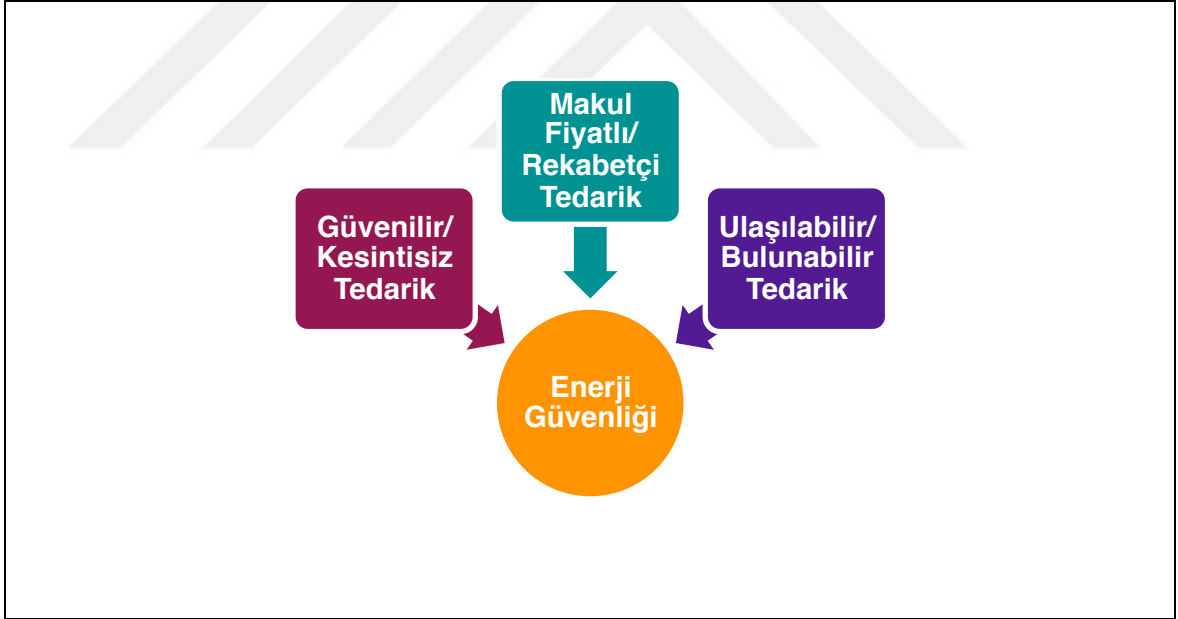 Makul
Fiyatlı/
Rekabetçi
Tedarik
Güvenilir/
Kesintisiz
Tedarik
Ulaşılabilir/
Bulunabilir
Tedarik
Enerji
Güvenliği